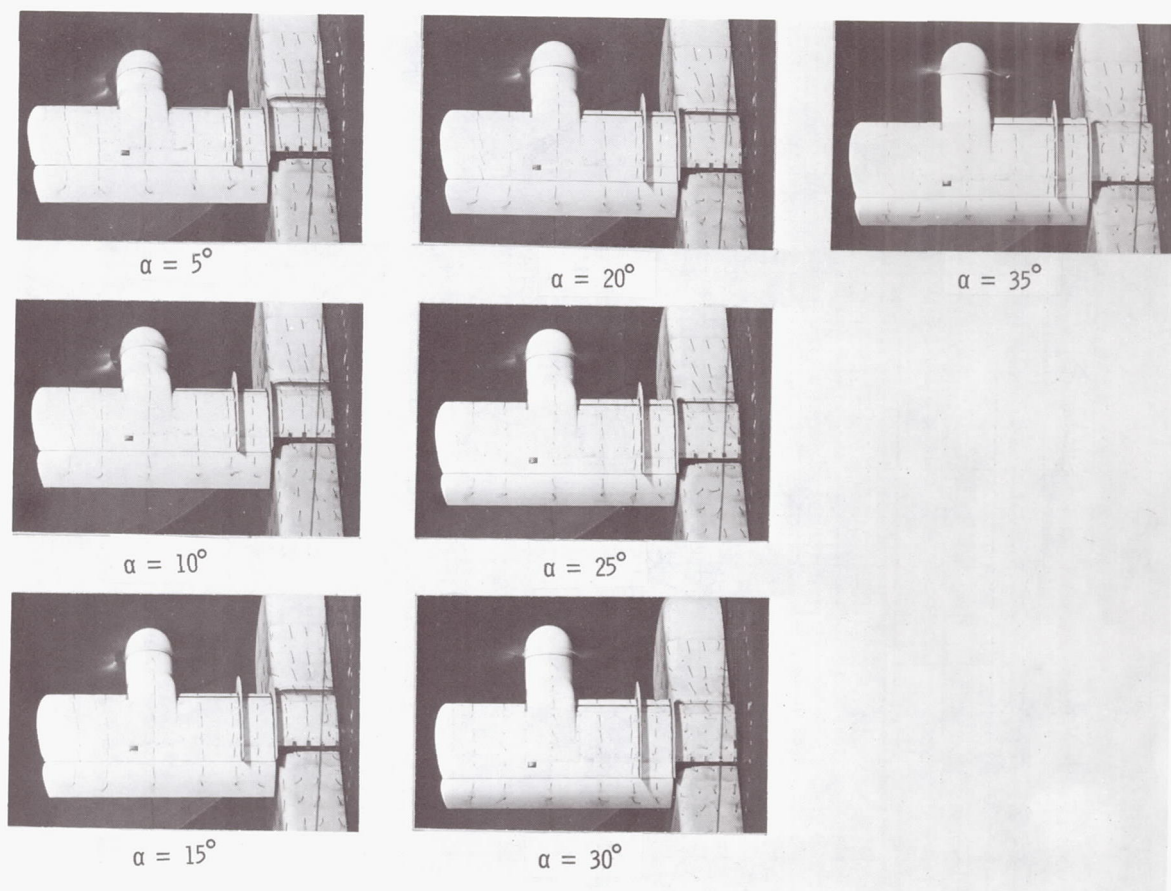 α = 5°
α = 20°
α = 35°
α = 10°
α = 25°
α = 15°
α = 30°